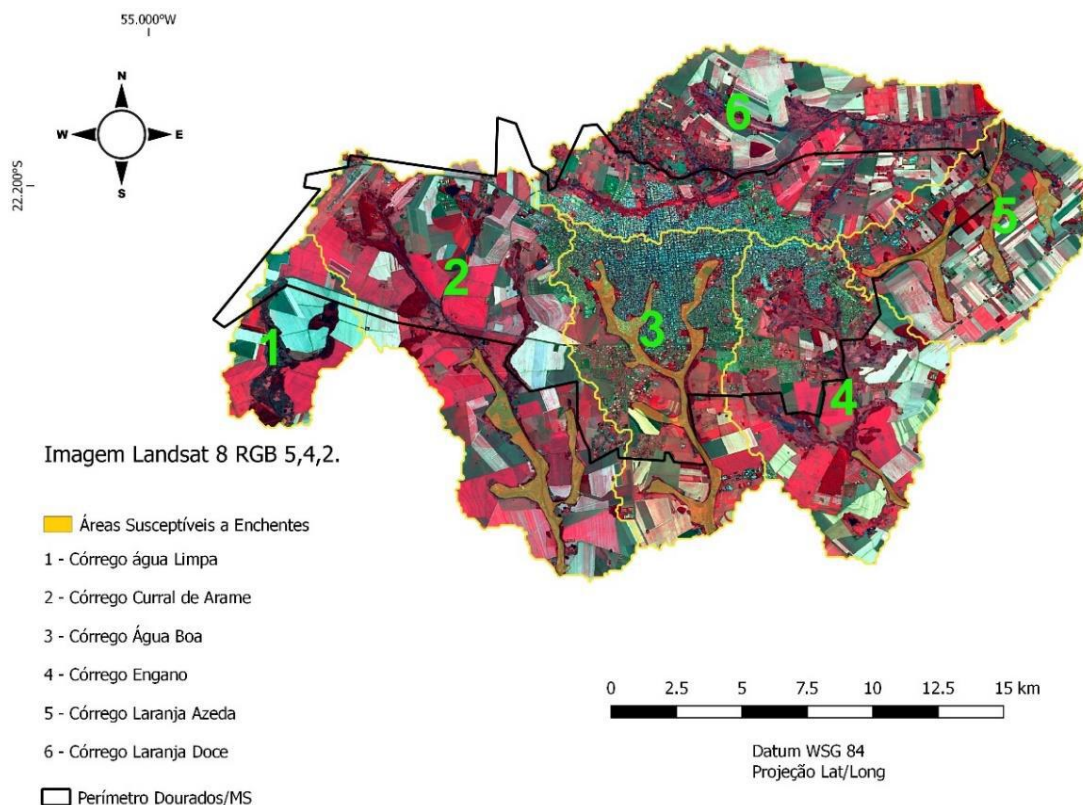 55.000°W
N
W E
S
22.200°S
6
5
2
3
1
4
Imagem Landsat 8 RGB 5,4,2.
Áreas Susceptíveis a Enchentes
1 - Córrego água Limpa
2 - Córrego Curral de Arame
3 - Córrego Água Boa
4 - Córrego Engano
5 - Córrego Laranja Azeda
6 - Córrego Laranja Doce
Perímetro Dourados/MS
0 2.5 5 7.5 10 12.5 15 km
Datum WSG 84
Projeção Lat/Long